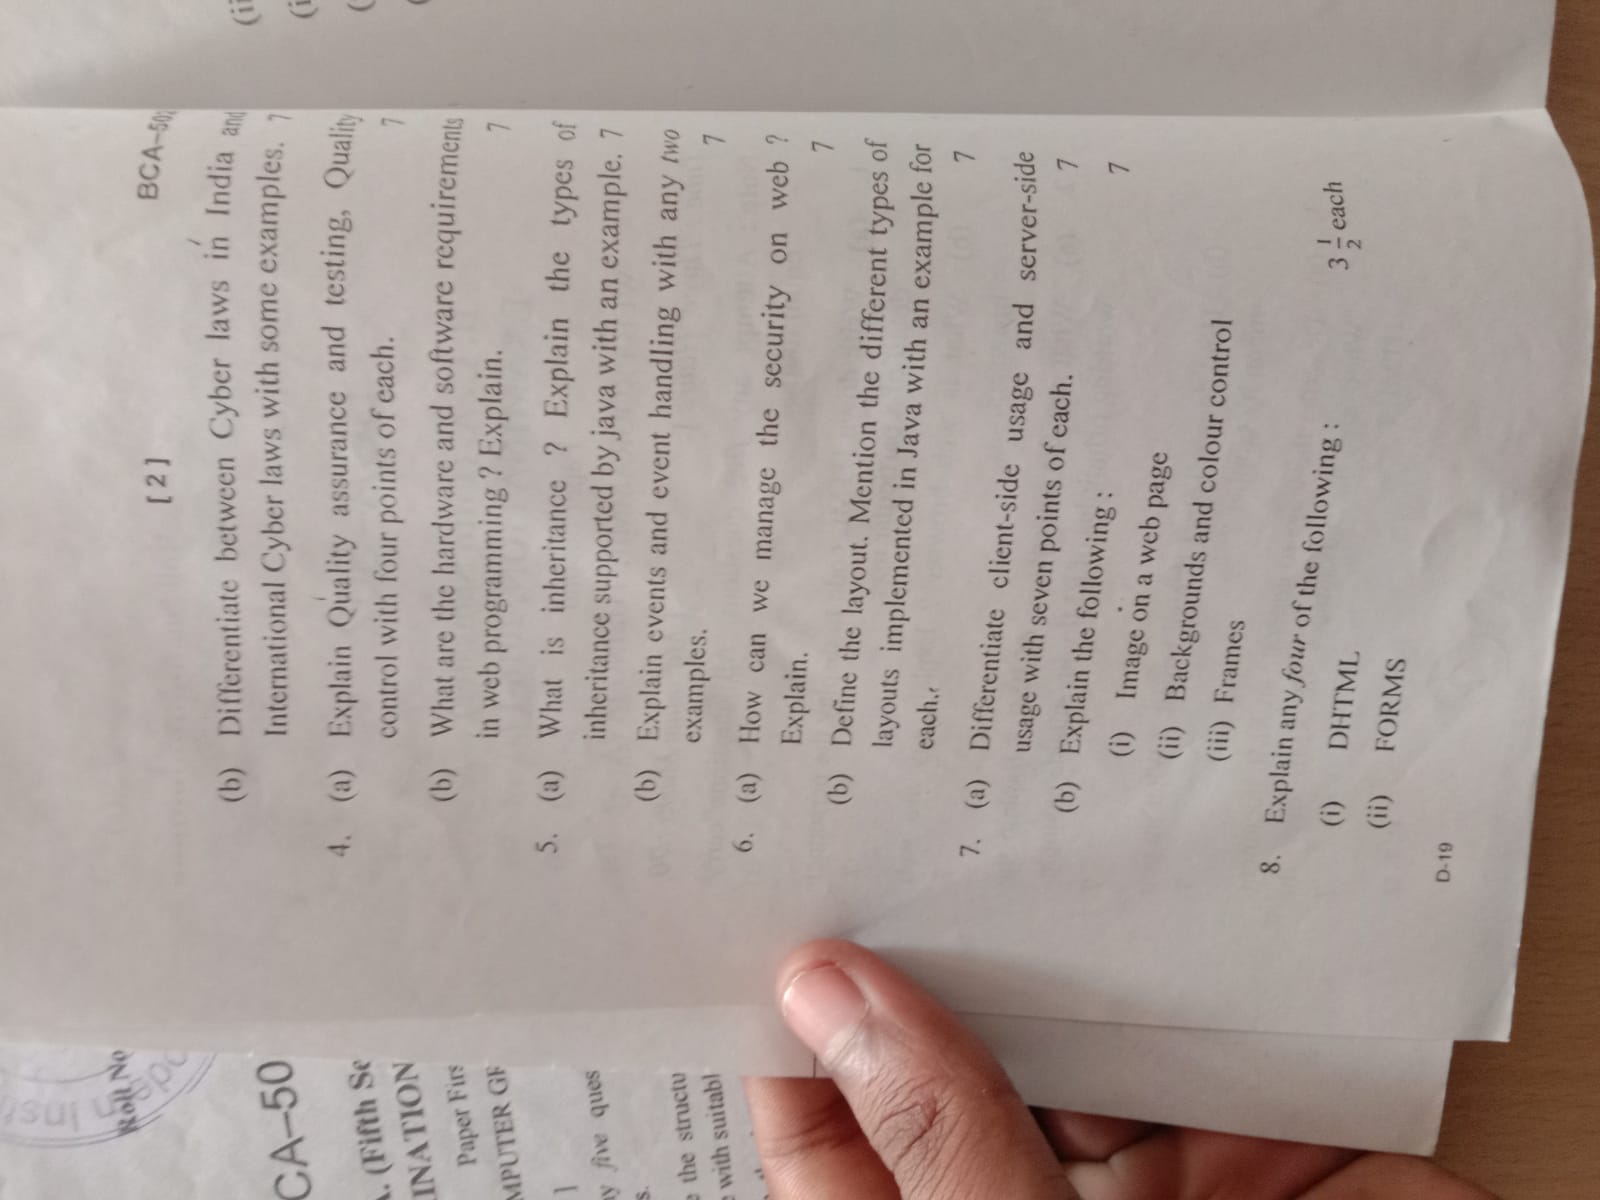 Roll No
CA–50
. (Fifth Se
INATION
Paper Firs
MPUTER GR
]
ny five ques
s.
e the structu
e with suitabl
[ 2 ]
BCA–502
(b) Differentiate between Cyber laws in India and
International Cyber laws with some examples. 7
4. (a) Explain Quality assurance and testing, Quality
control with four points of each. 7
(b) What are the hardware and software requirements
in web programming ? Explain. 7
5. (a) What is inheritance ? Explain the types of
inheritance supported by java with an example. 7
(b) Explain events and event handling with any two
examples. 7
6. (a) How can we manage the security on web ?
Explain. 7
(b) Define the layout. Mention the different types of
layouts implemented in Java with an example for
each. 7
7. (a) Differentiate client-side usage and server-side
usage with seven points of each. 7
(b) Explain the following : 7
(i) Image on a web page
(ii) Backgrounds and colour control
(iii) Frames
8. Explain any four of the following : 3 1/2 each
(i) DHTML
(ii) FORMS
D-19